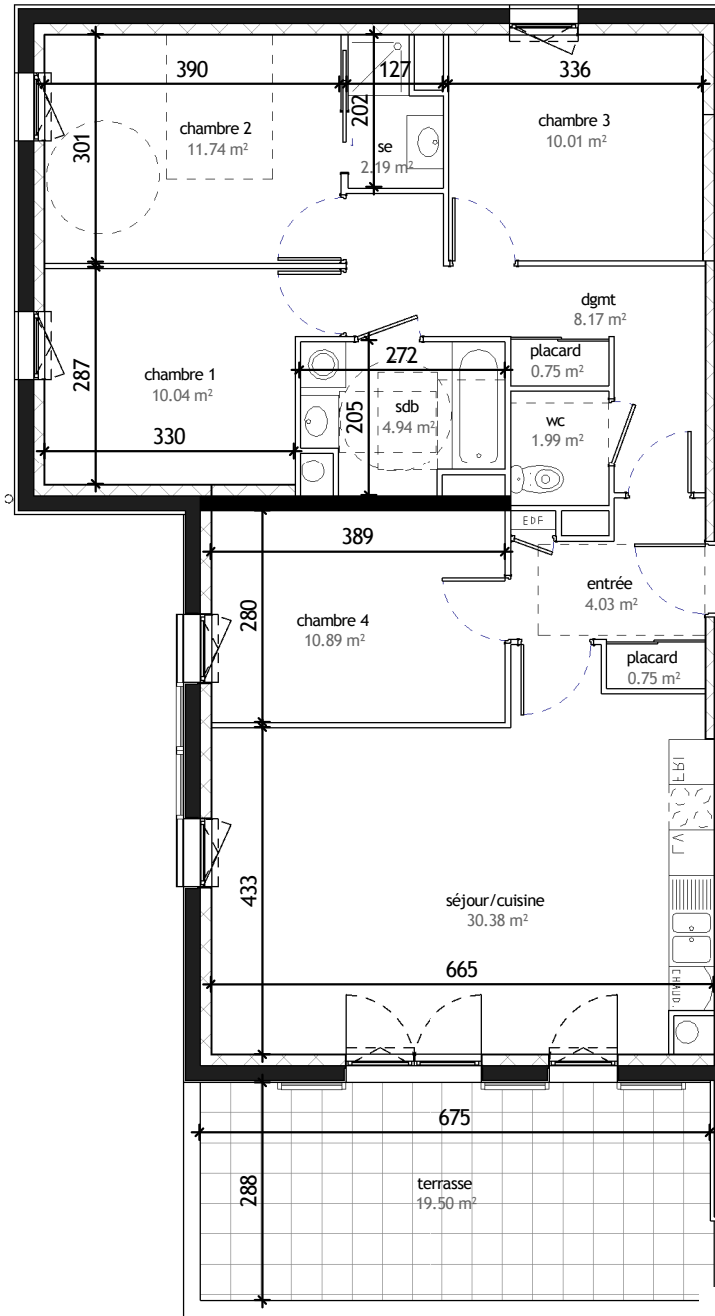 390
127
336
301
202
chambre 2
11.74 m²
se
2.19 m²
chambre 3
10.01 m²
dgmt
8.17 m²
287
chambre 1
10.04 m²
330
272
205
sdb
4.94 m²
placard
0.75 m²
wc
1.99 m²
EDF
389
280
chambre 4
10.89 m²
entrée
4.03 m²
placard
0.75 m²
FRI
LV
433
séjour/cuisine
30.38 m²
665
CHAUD.
675
288
terrasse
19.50 m²